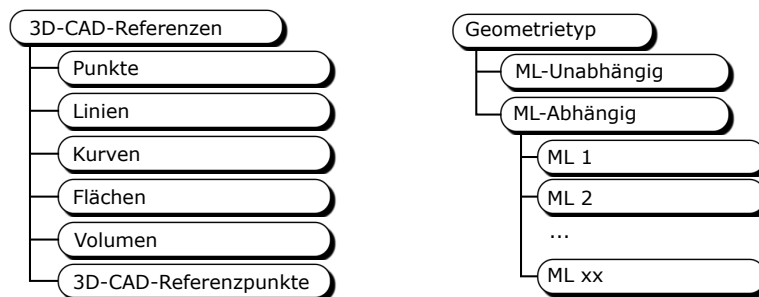 3D-CAD-Referenzen
Punkte
Linien
Kurven
Flächen
Volumen
3D-CAD-Referenzpunkte
Geometrietyp
ML-Unabhängig
ML-Abhängig
ML 1
ML 2
...
ML xx